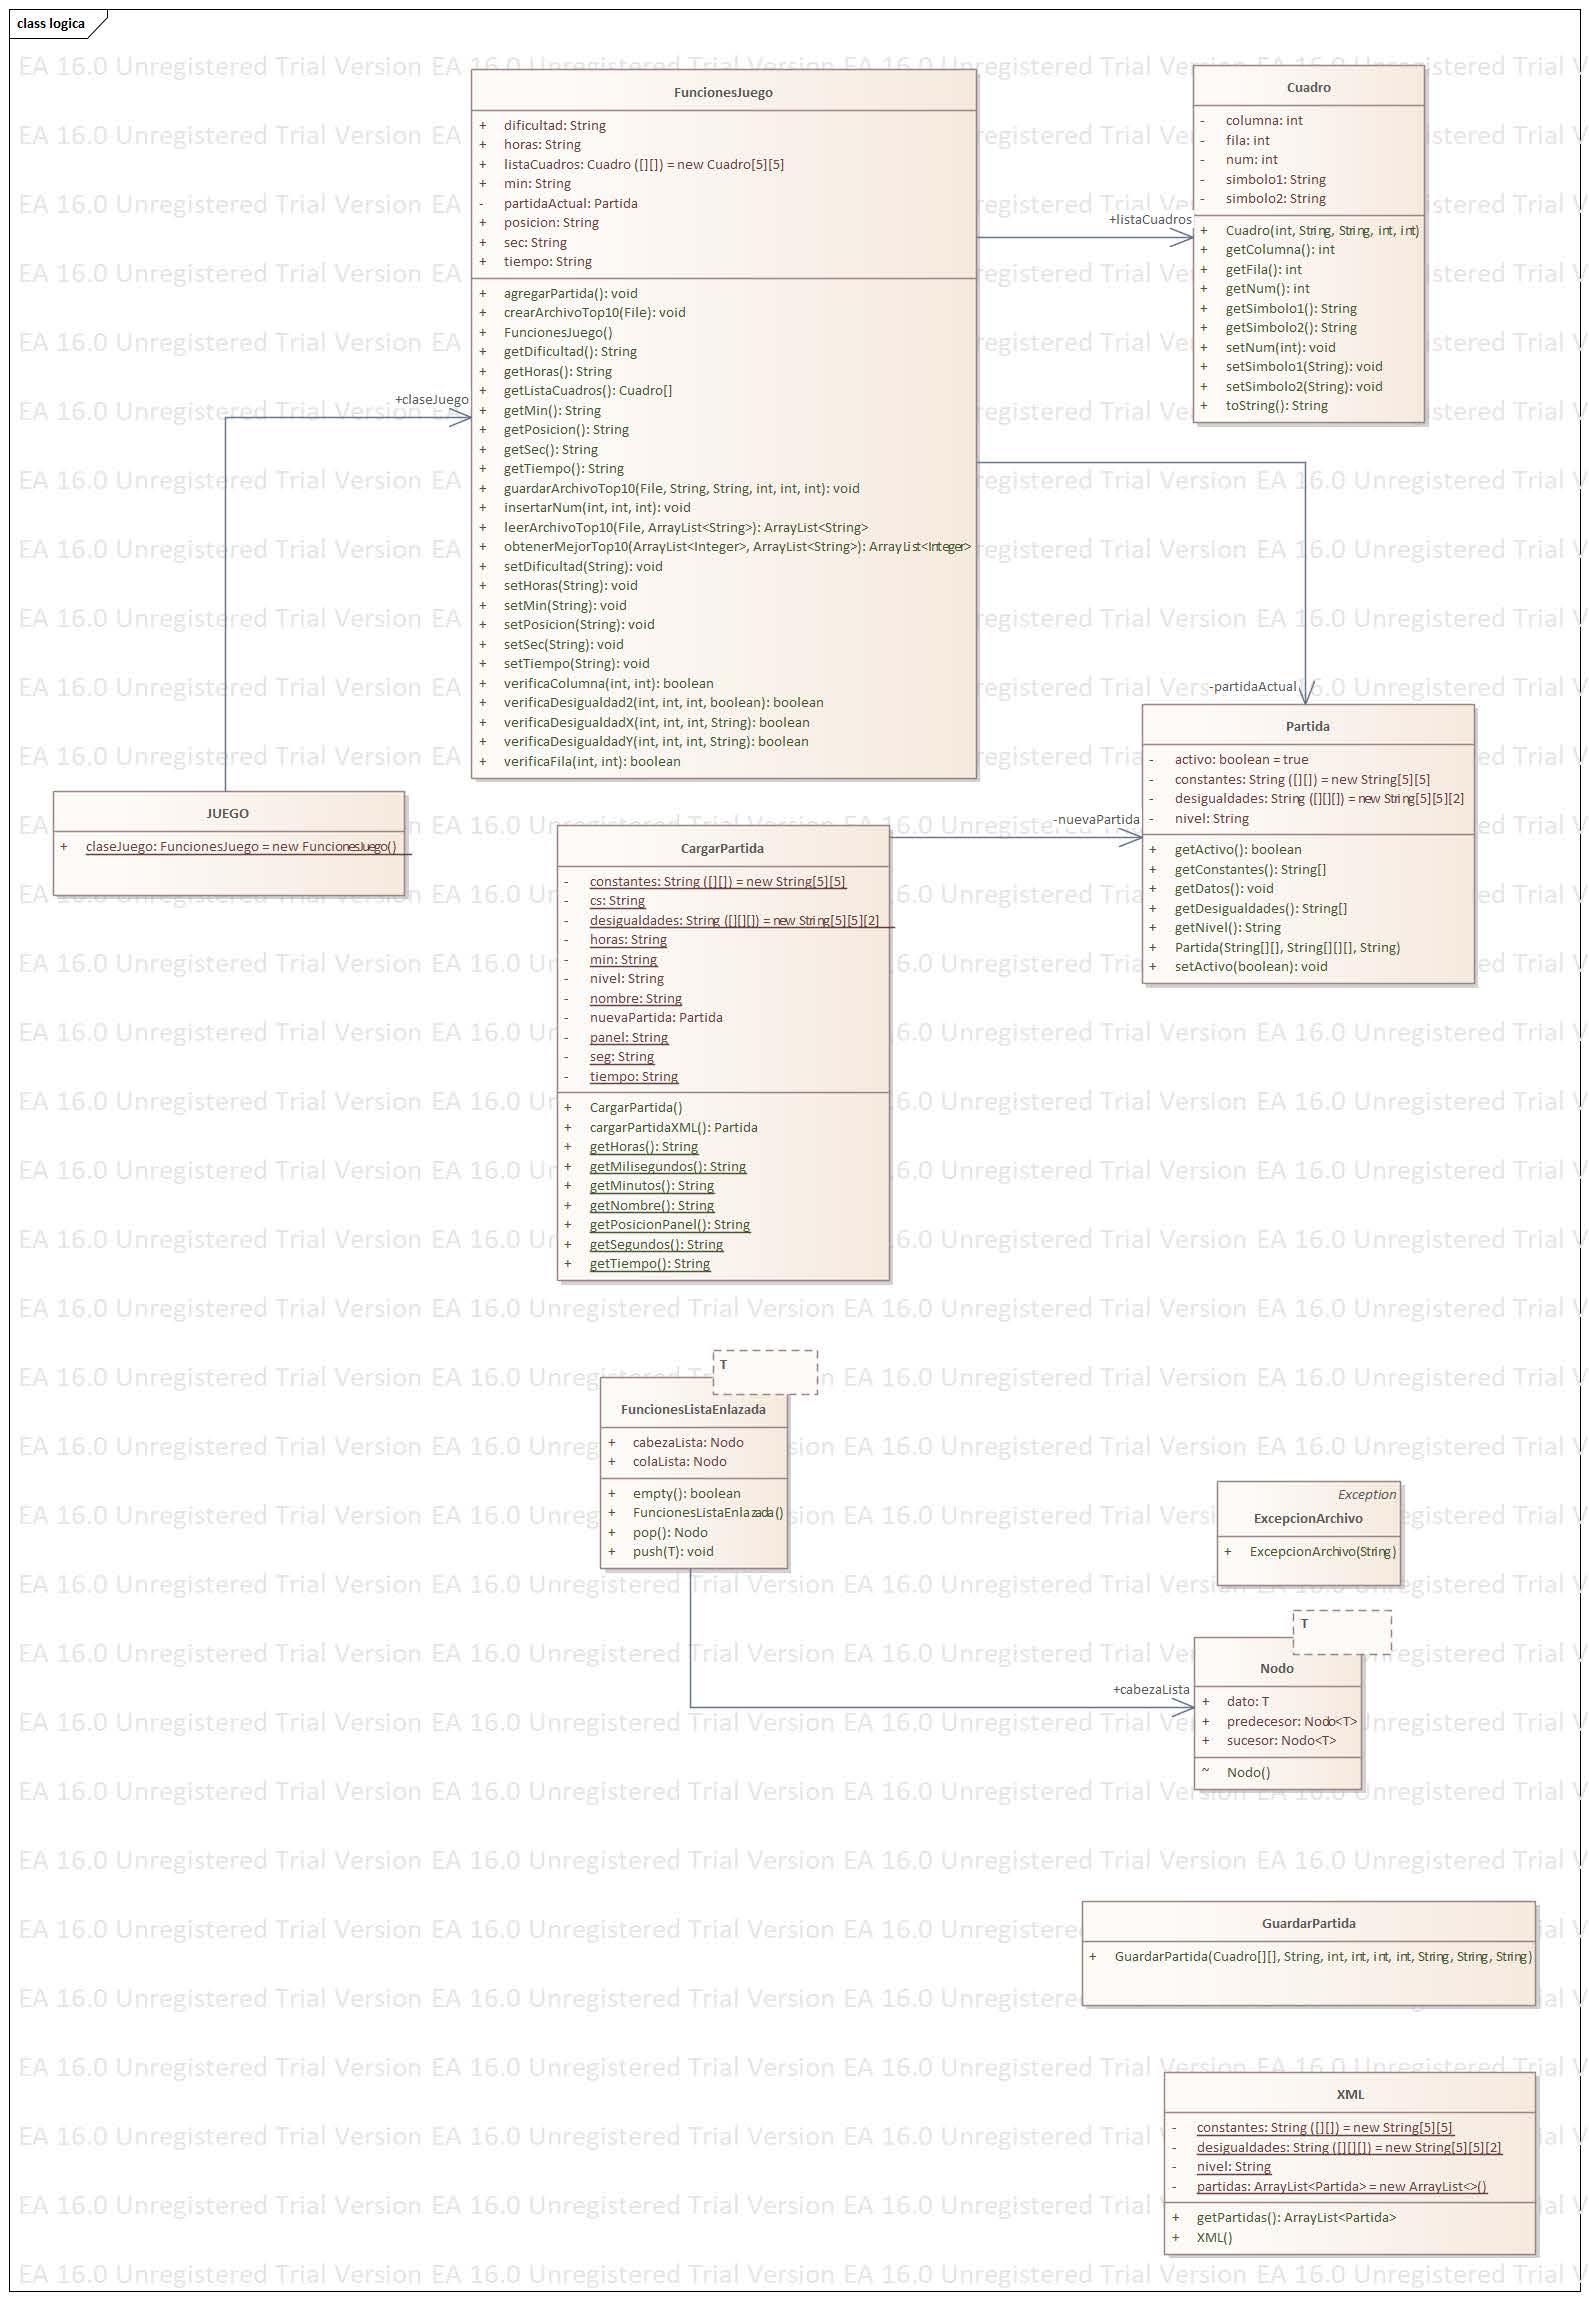 class logica
FuncionesJuego
+ dificultad: String
+ horas: String
+ listaCuadros: Cuadro ([][]) = new Cuadro[5][5]
+ min: String
- partidaActual: Partida
+ posicion: String
+ sec: String
+ tiempo: String
+ agregarPartida(): void
+ crearArchivoTop10(File): void
+ FuncionesJuego()
+ getDificultad(): String
+ getHoras(): String
+ getListaCuadros(): Cuadro[]
+ getMin(): String
+ getPosicion(): String
+ getSec(): String
+ getTiempo(): String
+ guardarArchivoTop10(File, String, String, int, int, int): void
+ insertarNum(int, int, int): void
+ leerArchivoTop10(File, ArrayList<String>): ArrayList<String>
+ obtenerMejorTop10(ArrayList<Integer>, ArrayList<String>): ArrayList<Integer>
+ setDificultad(String): void
+ setHoras(String): void
+ setMin(String): void
+ setPosicion(String): void
+ setSec(String): void
+ setTiempo(String): void
+ verificaColumna(int, int): boolean
+ verificaDesigualdad2(int, int, int, boolean): boolean
+ verificaDesigualdadX(int, int, int, String): boolean
+ verificaDesigualdadY(int, int, int, String): boolean
+ verificaFila(int, int): boolean
Cuadro
- columna: int
- fila: int
- num: int
- simbolo1: String
- simbolo2: String
+ Cuadro(int, String, String, int, int)
+ getColumna(): int
+ getFila(): int
+ getNum(): int
+ getSimbolo1(): String
+ getSimbolo2(): String
+ setNum(int): void
+ setSimbolo1(String): void
+ setSimbolo2(String): void
+ toString(): String
+listaCuadros
+claseJuego
-partidaActual
JUEGO
+ claseJuego: FuncionesJuego = new FuncionesJuego()
Partida
- activo: boolean = true
- constantes: String ([][]) = new String[5][5]
- desigualdades: String ([][][]) = new String[5][5][2]
- nivel: String
+ getActivo(): boolean
+ getConstantes(): String[]
+ getDatos(): void
+ getDesigualdades(): String[]
+ getNivel(): String
+ Partida(String[][], String[][][], String)
+ setActivo(boolean): void
-nuevaPartida
CargarPartida
- constantes: String ([][]) = new String[5][5]
- cs: String
- desigualdades: String ([][][]) = new String[5][5][2]
- horas: String
- min: String
- nivel: String
- nombre: String
- nuevaPartida: Partida
- panel: String
- seg: String
- tiempo: String
+ CargarPartida()
+ cargarPartidaXML(): Partida
+ getHoras(): String
+ getMilisegundos(): String
+ getMinutos(): String
+ getNombre(): String
+ getPosicionPanel(): String
+ getSegundos(): String
+ getTiempo(): String
T
FuncionesListaEnlazada
+ cabezaLista: Nodo
+ colaLista: Nodo
+ empty(): boolean
+ FuncionesListaEnlazada()
+ pop(): Nodo
+ push(T): void
Exception
ExcepcionArchivo
+ ExcepcionArchivo(String)
T
Nodo
+ dato: T
+ predecesor: Nodo<T>
+ sucesor: Nodo<T>
~ Nodo()
+cabezaLista
GuardarPartida
+ GuardarPartida(Cuadro[][], String, int, int, int, int, String, String, String)
XML
- constantes: String ([][]) = new String[5][5]
- desigualdades: String ([][][]) = new String[5][5][2]
- nivel: String
- partidas: ArrayList<Partida> = new ArrayList<>()
+ getPartidas(): ArrayList<Partida>
+ XML()
EA 16.0 Unregistered Trial Version